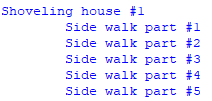 Shoveling house #1
Side walk part #1
Side walk part #2
Side walk part #3
Side walk part #4
Side walk part #5